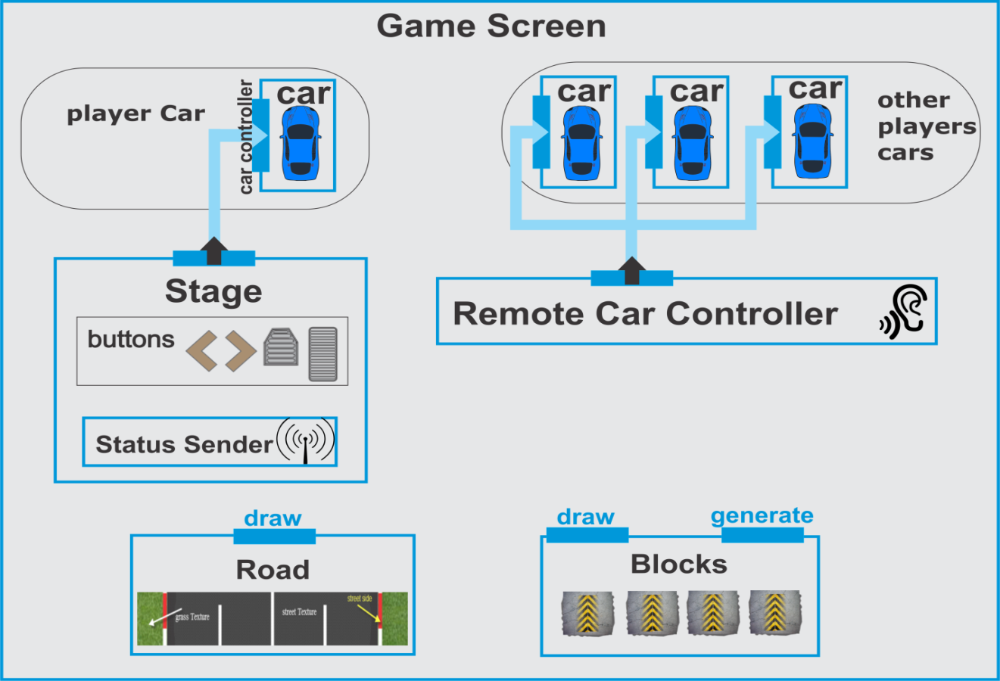 Game Screen
player Car
car controller
car
car
car
car
other
players
cars
Stage
buttons
Status Sender
Remote Car Controller
draw
Road
grass Texture
street Texture
street side
draw
generate
Blocks